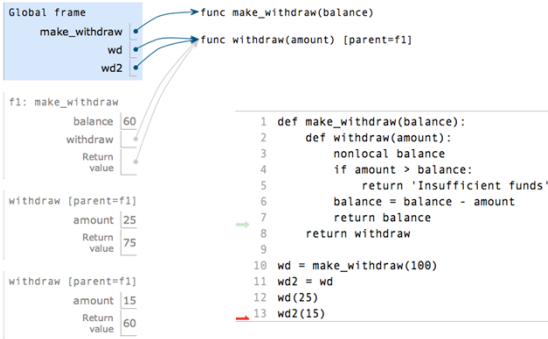 Global frame
make_withdraw
wd
wd2
func make_withdraw(balance)
func withdraw(amount) [parent=f1]
f1: make_withdraw
balance 60
withdraw
Return
value
withdraw [parent=f1]
amount 25
Return
value 75
withdraw [parent=f1]
amount 15
Return
value 60
1 def make_withdraw(balance):
2     def withdraw(amount):
3         nonlocal balance
4         if amount > balance:
5             return 'Insufficient funds'
6         balance = balance - amount
7         return balance
8     return withdraw
9
10 wd = make_withdraw(100)
11 wd2 = wd
12 wd(25)
13 wd2(15)